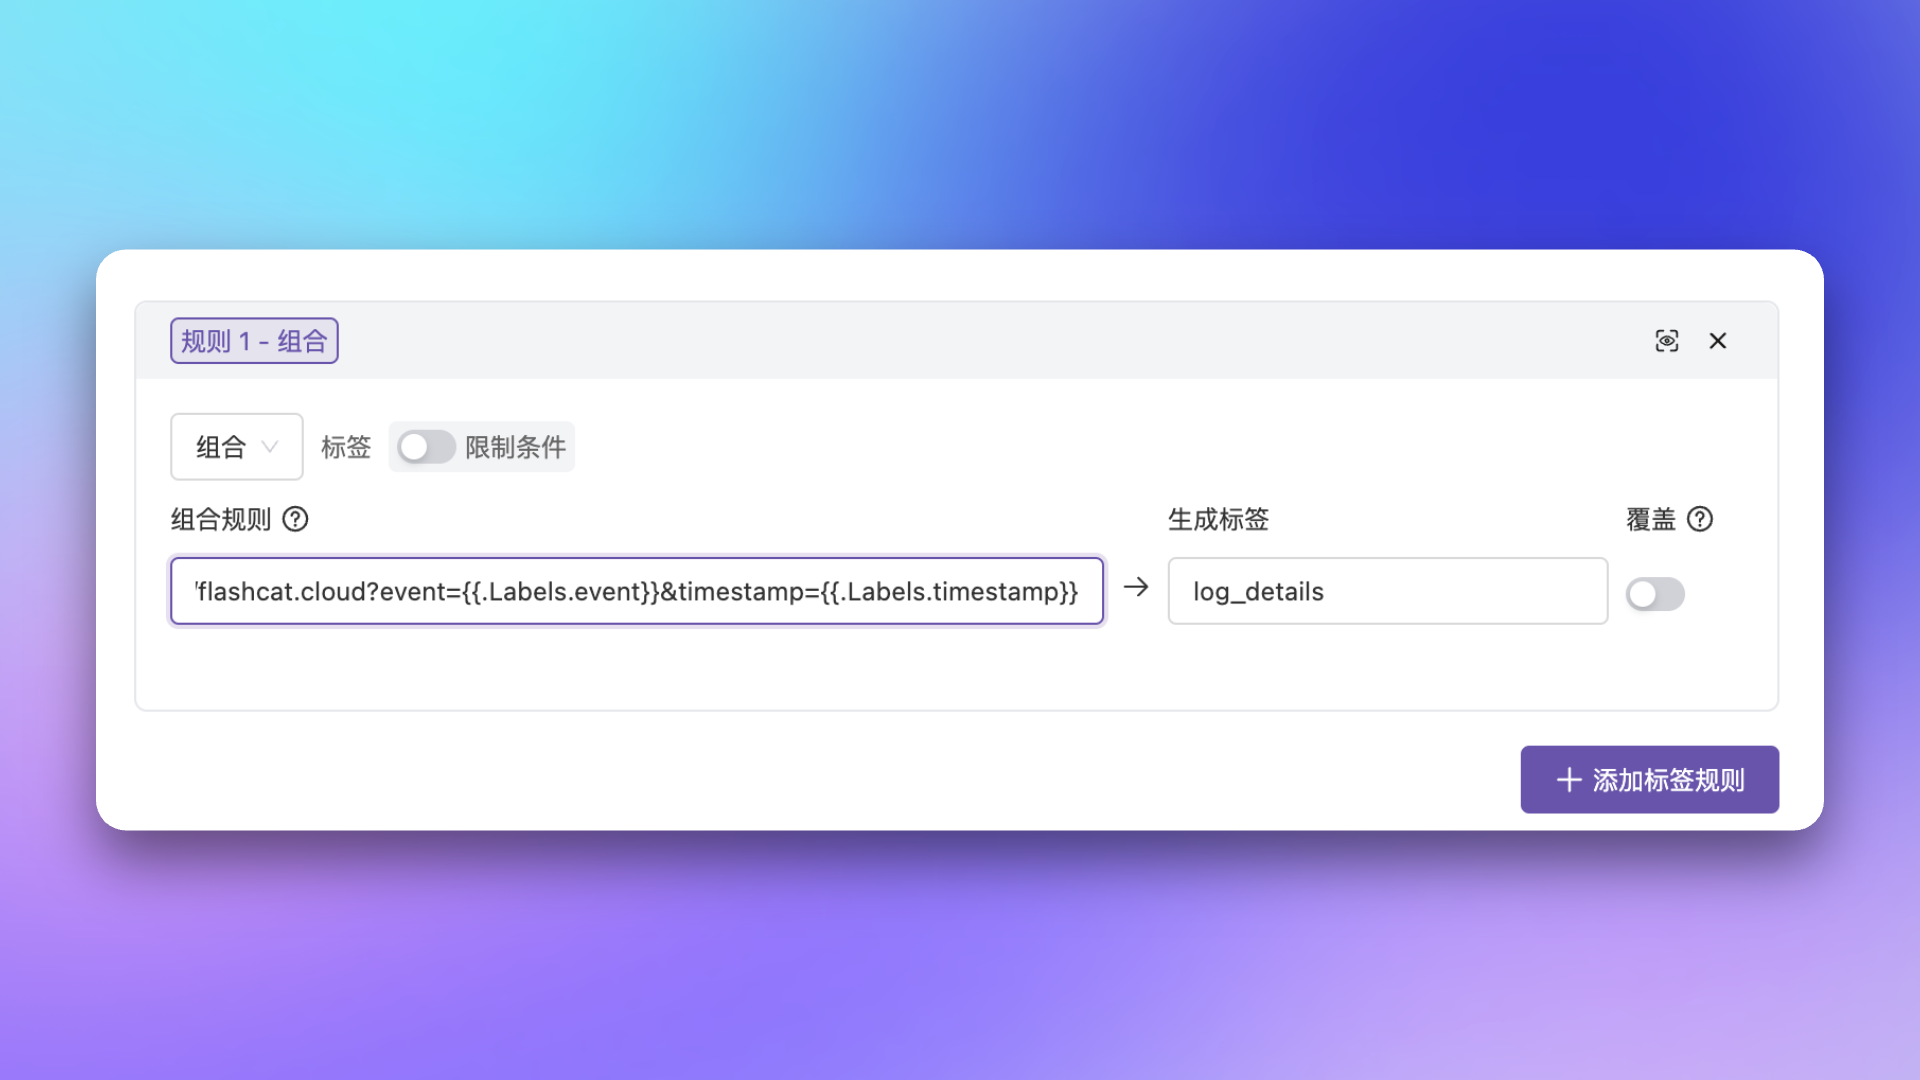 规则 1 - 组合
组合 标签 限制条件
组合规则 生成标签 覆盖
/flashcat.cloud?event={{.Labels.event}}&timestamp={{.Labels.timestamp}} → log_details
+ 添加标签规则